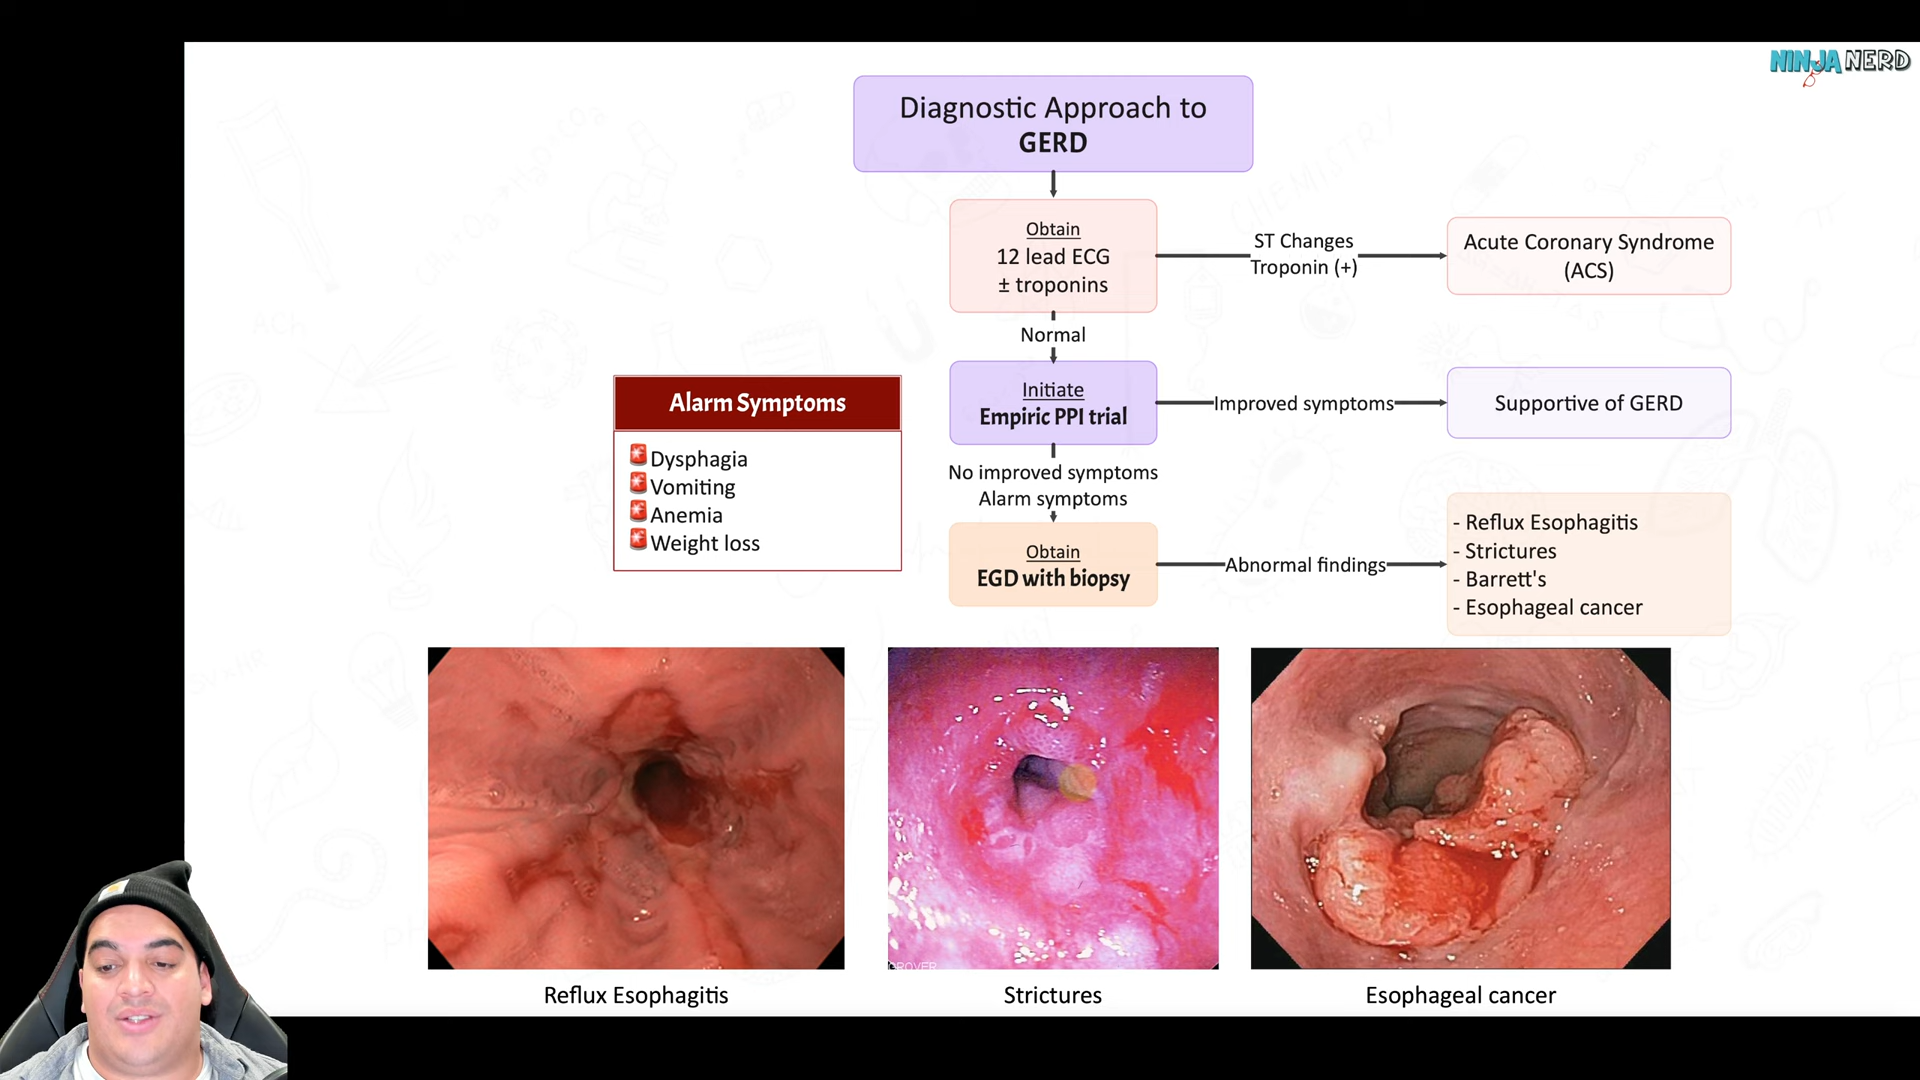 NINJA NERD
Diagnostic Approach to
GERD
Obtain
12 lead ECG
± troponins
ST Changes
Troponin (+)
Acute Coronary Syndrome
(ACS)
Normal
Initiate
Empiric PPI trial
Improved symptoms
Supportive of GERD
Alarm Symptoms
Dysphagia
Vomiting
Anemia
Weight loss
No improved symptoms
Alarm symptoms
Obtain
EGD with biopsy
Abnormal findings
- Reflux Esophagitis
- Strictures
- Barrett's
- Esophageal cancer
GROVER
Reflux Esophagitis
Strictures
Esophageal cancer
CHEMISTRY
ACh